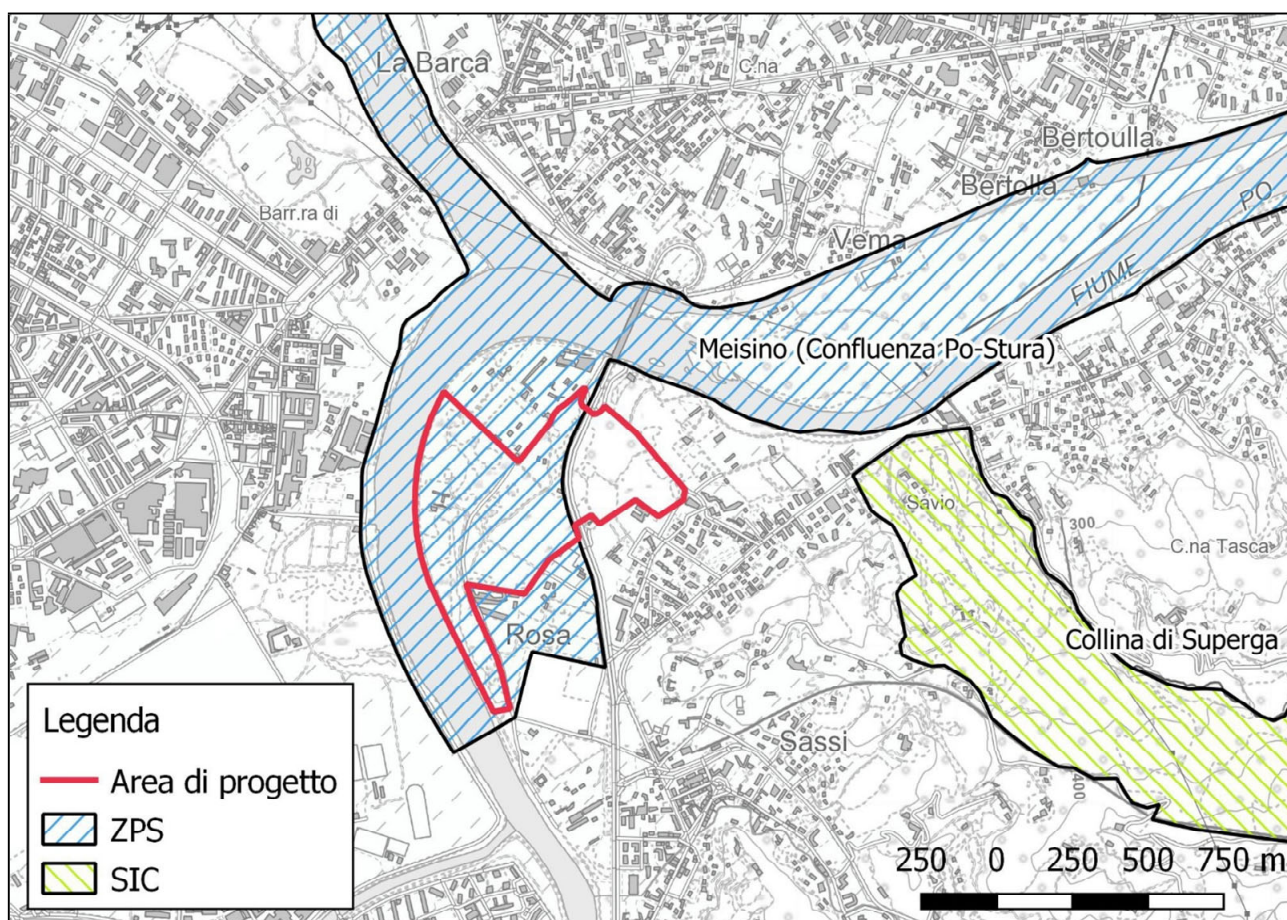 La Barca
C.na
Bertoulla
Barr.ra di
Bertolla
PO
Verna
FIUME
Meisino (Confluenza Po-Stura)
Savio
300
C.na Tasca
Rosa
Collina di Superga
Legenda
Sassi
Area di progetto
400
ZPS
SIC
250 0 250 500 750 m